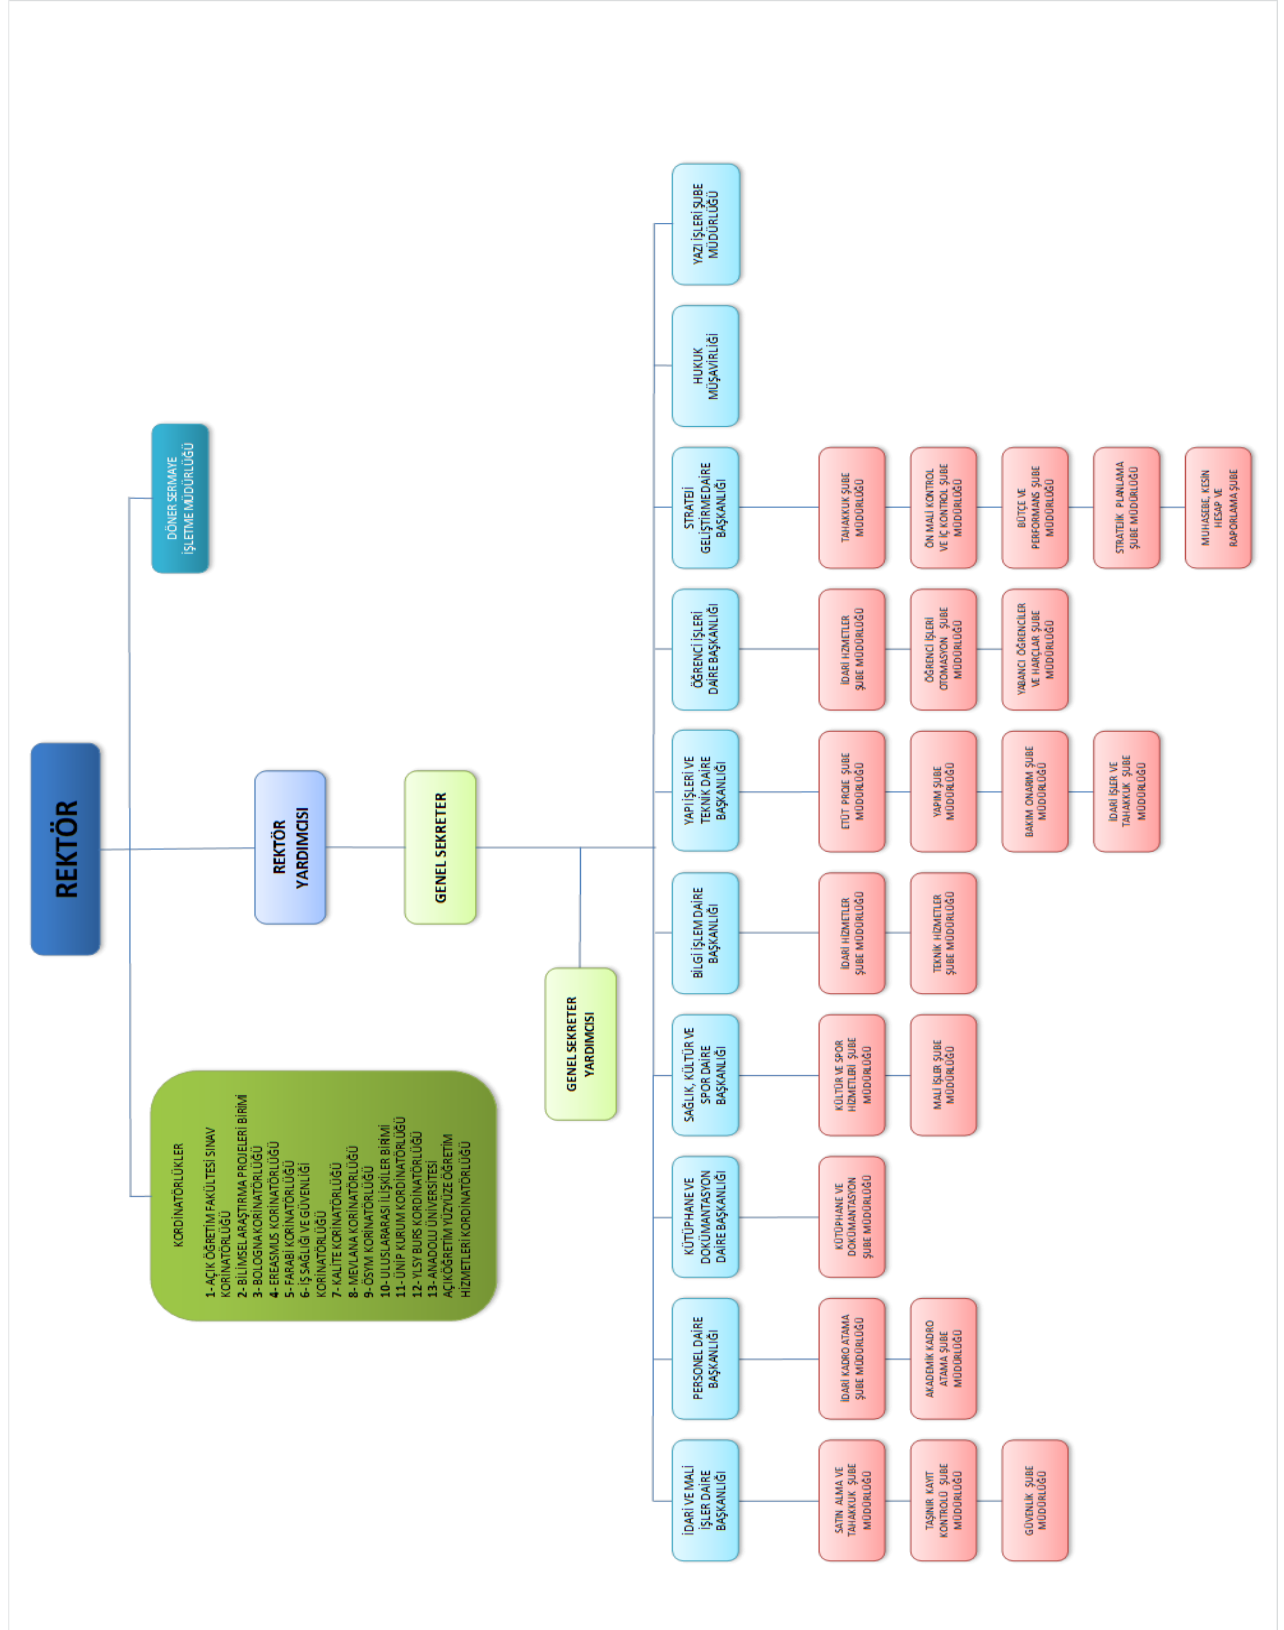 REKTÖR
DÖNER SERMAYE
İŞLETME MÜDÜRLÜĞÜ
REKTÖR
YARDIMCISI
GENEL SEKRETER
GENEL SEKRETER
YARDIMCISI
KORDİNATÖRLÜKLER
1- AÇIK ÖĞRETİM FAKÜLTESİ SINAV
KORİNATÖRLÜĞÜ
2- BİLİMSEL ARAŞTIRMA PROJELERİ BİRİMİ
3- BOLOGNA KORİNATÖRLÜĞÜ
4- EREASMUS KORİNATÖRLÜĞÜ
5- FARABİ KORİNATÖRLÜĞÜ
6- İŞ SAĞLIĞI VE GÜVENLİĞİ
KORİNATÖRLÜĞÜ
7- KALİTE KORİNATÖRLÜĞÜ
8- MEVLANA KORİNATÖRLÜĞÜ
9- ÖSYM KORİNATÖRLÜĞÜ
10- ULUSLARARASI İLİŞKİLER BİRİMİ
11- ÜNİP KURUM KORDİNATÖRLÜĞÜ
12- YLSY BURS KORDİNATÖRLÜĞÜ
13- ANADOLU ÜNİVERSİTESİ
AÇIKÖĞRETİM YÜZYÜZE ÖĞRETİM
HİZMETLERİ KORDİNATÖRLÜĞÜ
İDARİ VE MALİ
İŞLER DAİRE
BAŞKANLIĞI
SATIN ALMA VE
TAHAKKUK ŞUBE
MÜDÜRLÜĞÜ
TAŞINIR KAYIT
KONTROLÜ ŞUBE
MÜDÜRLÜĞÜ
GÜVENLİK ŞUBE
MÜDÜRLÜĞÜ
PERSONEL DAİRE
BAŞKANLIĞI
İDARİ KADRO ATAMA
ŞUBE MÜDÜRLÜĞÜ
AKADEMİK KADRO
ATAMA ŞUBE
MÜDÜRLÜĞÜ
KÜTÜPHANE VE
DOKÜMANTASYON
DAİRE BAŞKANLIĞI
KÜTÜPHANE VE
DOKÜMANTASYON
ŞUBE MÜDÜRLÜĞÜ
SAĞLIK, KÜLTÜR VE
SPOR DAİRE
BAŞKANLIĞI
KÜLTÜR VE SPOR
HİZMETLERİ ŞUBE
MÜDÜRLÜĞÜ
MALİ İŞLER ŞUBE
MÜDÜRLÜĞÜ
BİLGİ İŞLEM DAİRE
BAŞKANLIĞI
İDARİ HİZMETLER
ŞUBE MÜDÜRLÜĞÜ
TEKNİK HİZMETLER
ŞUBE MÜDÜRLÜĞÜ
YAPI İŞLERİ VE
TEKNİK DAİRE
BAŞKANLIĞI
ETÜT PROJE ŞUBE
MÜDÜRLÜĞÜ
YAPIM ŞUBE
MÜDÜRLÜĞÜ
BAKIM ONARIM ŞUBE
MÜDÜRLÜĞÜ
İDARİ İŞLER VE
TAHAKKUK ŞUBE
MÜDÜRLÜĞÜ
ÖĞRENCİ İŞLERİ
DAİRE BAŞKANLIĞI
İDARİ HZMETLER
ŞUBE MÜDÜRLÜĞÜ
ÖĞRENCİ İŞLERİ
OTOMASYON ŞUBE
MÜDÜRLÜĞÜ
YABANCI ÖĞRENCİLER
VE HARÇLAR ŞUBE
MÜDÜRLÜĞÜ
STRATEJİ
GELİŞTİRMEDAİRE
BAŞKANLIĞI
TAHAKKUK ŞUBE
MÜDÜRLÜĞÜ
ÖN MALİ KONTROL
VE İÇ KONTROL ŞUBE
MÜDÜRLÜĞÜ
BÜTÇE VE
PERFORMANS ŞUBE
MÜDÜRLÜĞÜ
STRATEJİK PLANLAMA
ŞUBE MÜDÜRLÜĞÜ
MUHASEBE, KESİN
HESAP VE
RAPORLAMA ŞUBE
HUKUK
MÜŞAVİRLİĞİ
YAZI İŞLERİ ŞUBE
MÜDÜRLÜĞÜ